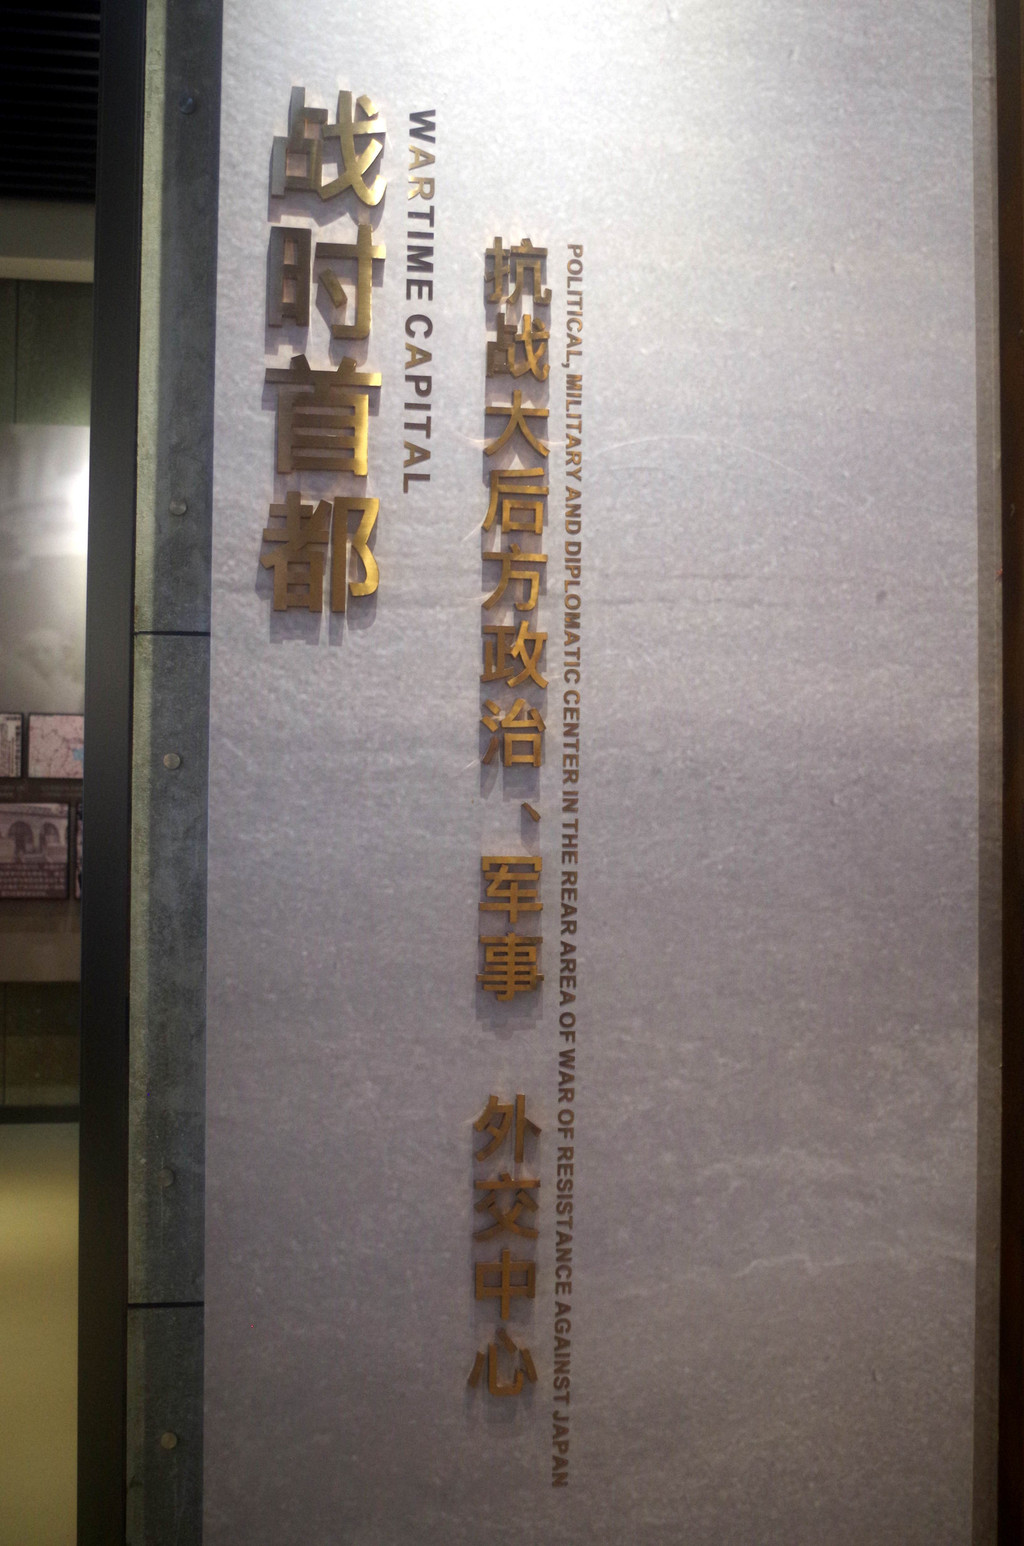 战时首都
WARTIME CAPITAL
抗战大后方政治、军事 外交中心
POLITICAL, MILITARY AND DIPLOMATIC CENTER IN THE REAR AREA OF WAR OF RESISTANCE AGAINST JAPAN